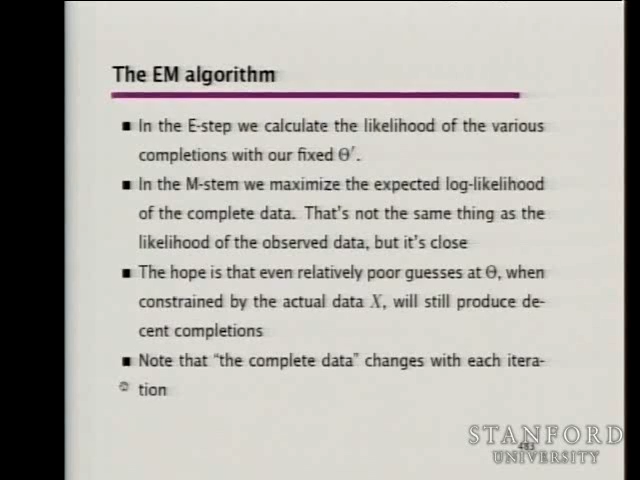 The EM algorithm
■ In the E-step we calculate the likelihood of the various
completions with our fixed Θ′.
■ In the M-stem we maximize the expected log-likelihood
of the complete data. That's not the same thing as the
likelihood of the observed data, but it's close
■ The hope is that even relatively poor guesses at Θ, when
constrained by the actual data X, will still produce de-
cent completions
■ Note that "the complete data" changes with each itera-
tion
STANFORD
UNIVERSITY